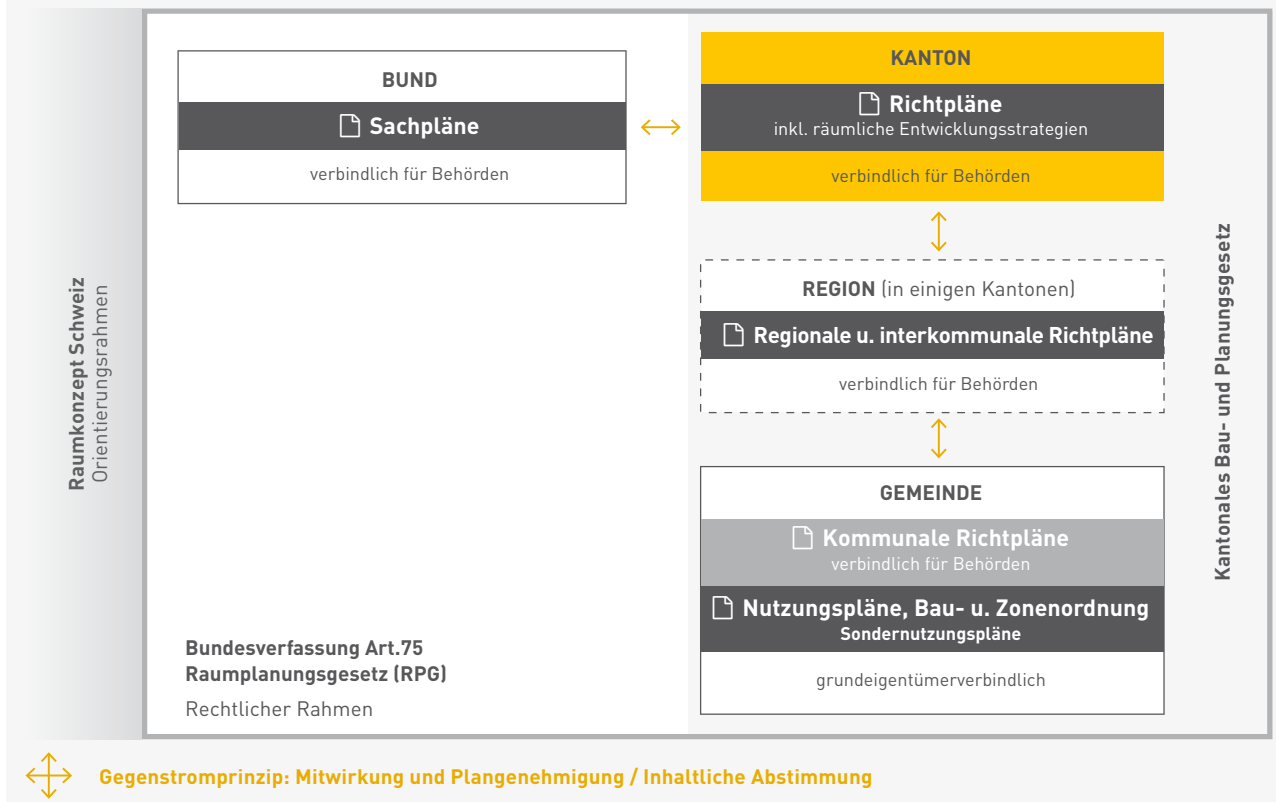 Raumkonzept Schweiz
Orientierungsrahmen
BUND
Sachpläne
verbindlich für Behörden
KANTON
Richtpläne
inkl. räumliche Entwicklungsstrategien
verbindlich für Behörden
REGION (in einigen Kantonen)
Regionale u. interkommunale Richtpläne
verbindlich für Behörden
GEMEINDE
Kommunale Richtpläne
verbindlich für Behörden
Nutzungspläne, Bau- u. Zonenordnung
Sondernutzungspläne
grundeigentümerverbindlich
Bundesverfassung Art.75
Raumplanungsgesetz (RPG)
Rechtlicher Rahmen
Kantonales Bau- und Planungsgesetz
Gegenstromprinzip: Mitwirkung und Plangenehmigung / Inhaltliche Abstimmung